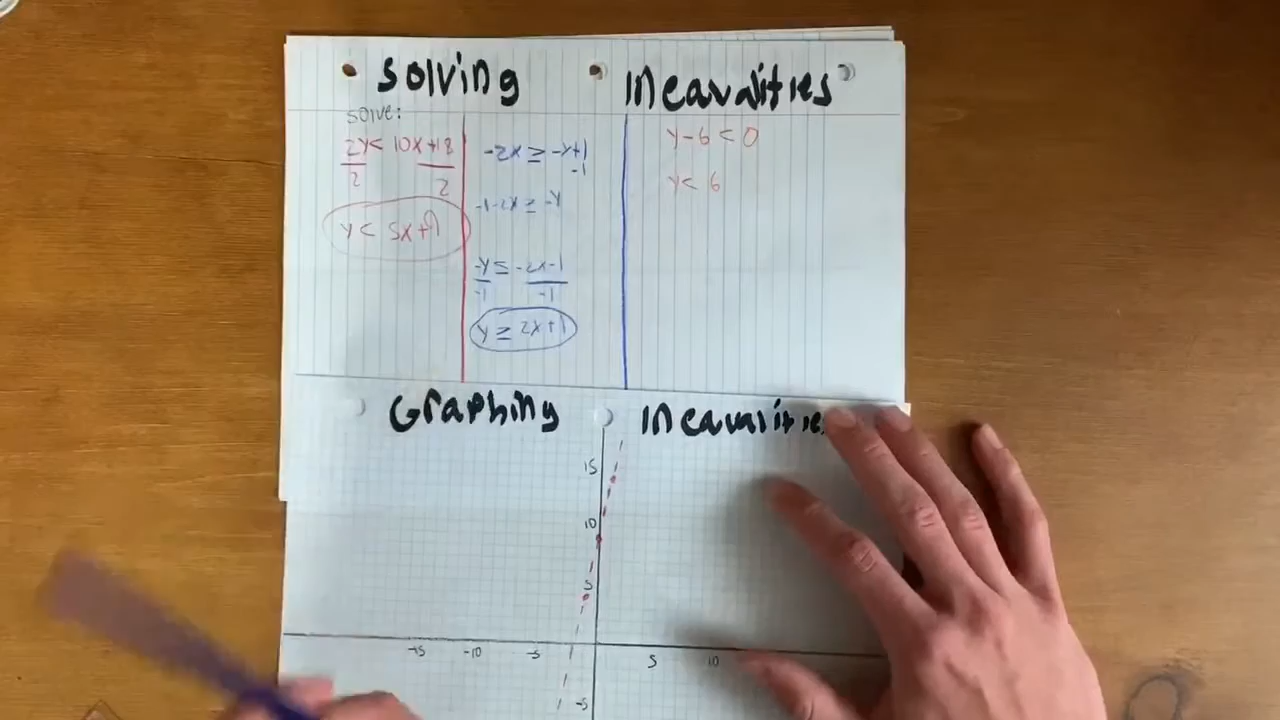 Solving Inequalities
solve:
2y< 10x+18
2 2
y< 5x+9
-2x ≥ -y+1
-1
-1-2x ≥ -y
-y ≤ -2x-1
-1 -1
y ≥ 2x+1
y-6 < 0
y< 6
Graphing Inequalities
15
10
5
-15 -10 -5 5 10
-5